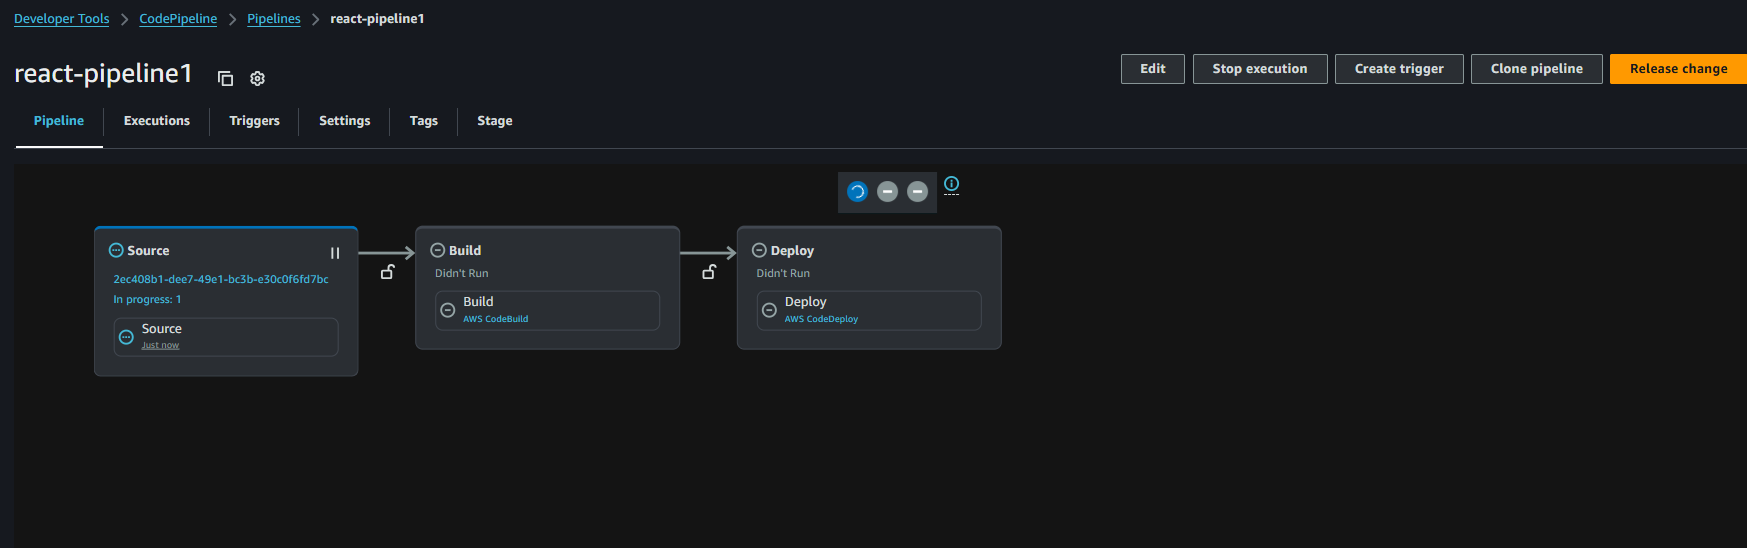 Developer Tools > CodePipeline > Pipelines > react-pipeline1
react-pipeline1
Edit
Stop execution
Create trigger
Clone pipeline
Release change
Pipeline
Executions
Triggers
Settings
Tags
Stage
Source
2ec408b1-dee7-49e1-bc3b-e30c0f6fd7bc
In progress: 1
Source
Just now
Build
Didn't Run
Build
AWS CodeBuild
Deploy
Didn't Run
Deploy
AWS CodeDeploy